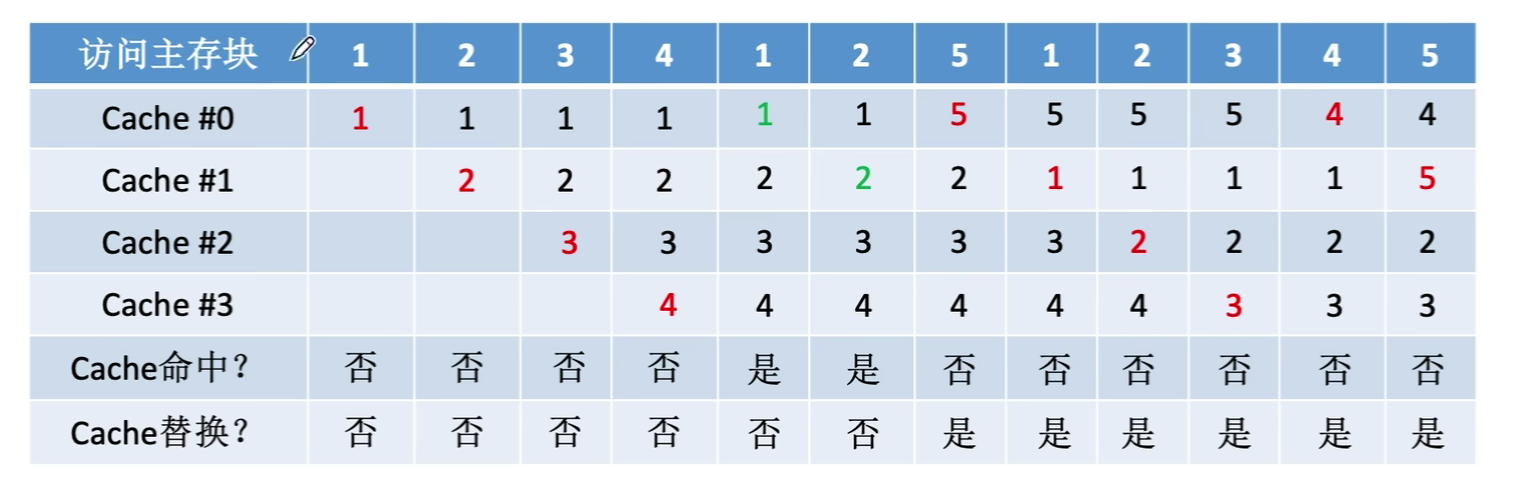 访问主存块 1 2 3 4 1 2 5 1 2 3 4 5
Cache #0 1 1 1 1 1 1 5 5 5 5 4 4
Cache #1 2 2 2 2 2 2 1 1 1 1 5
Cache #2 3 3 3 3 3 3 2 2 2 2
Cache #3 4 4 4 4 4 4 3 3 3
Cache命中? 否 否 否 否 是 是 否 否 否 否 否 否
Cache替换? 否 否 否 否 否 否 是 是 是 是 是 是